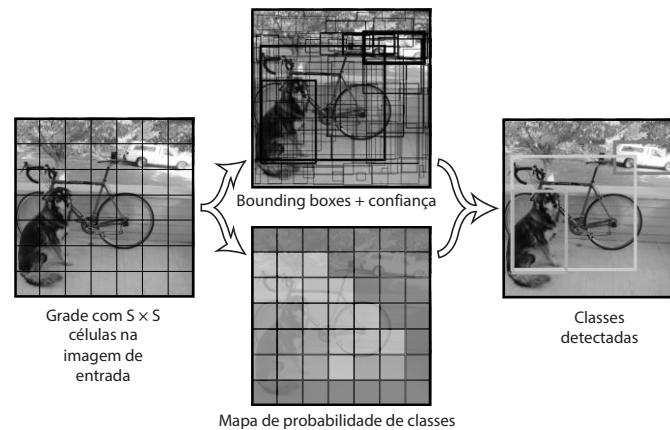 Bounding boxes + confiança
Grade com S × S
células na
imagem de
entrada
Classes
detectadas
Mapa de probabilidade de classes